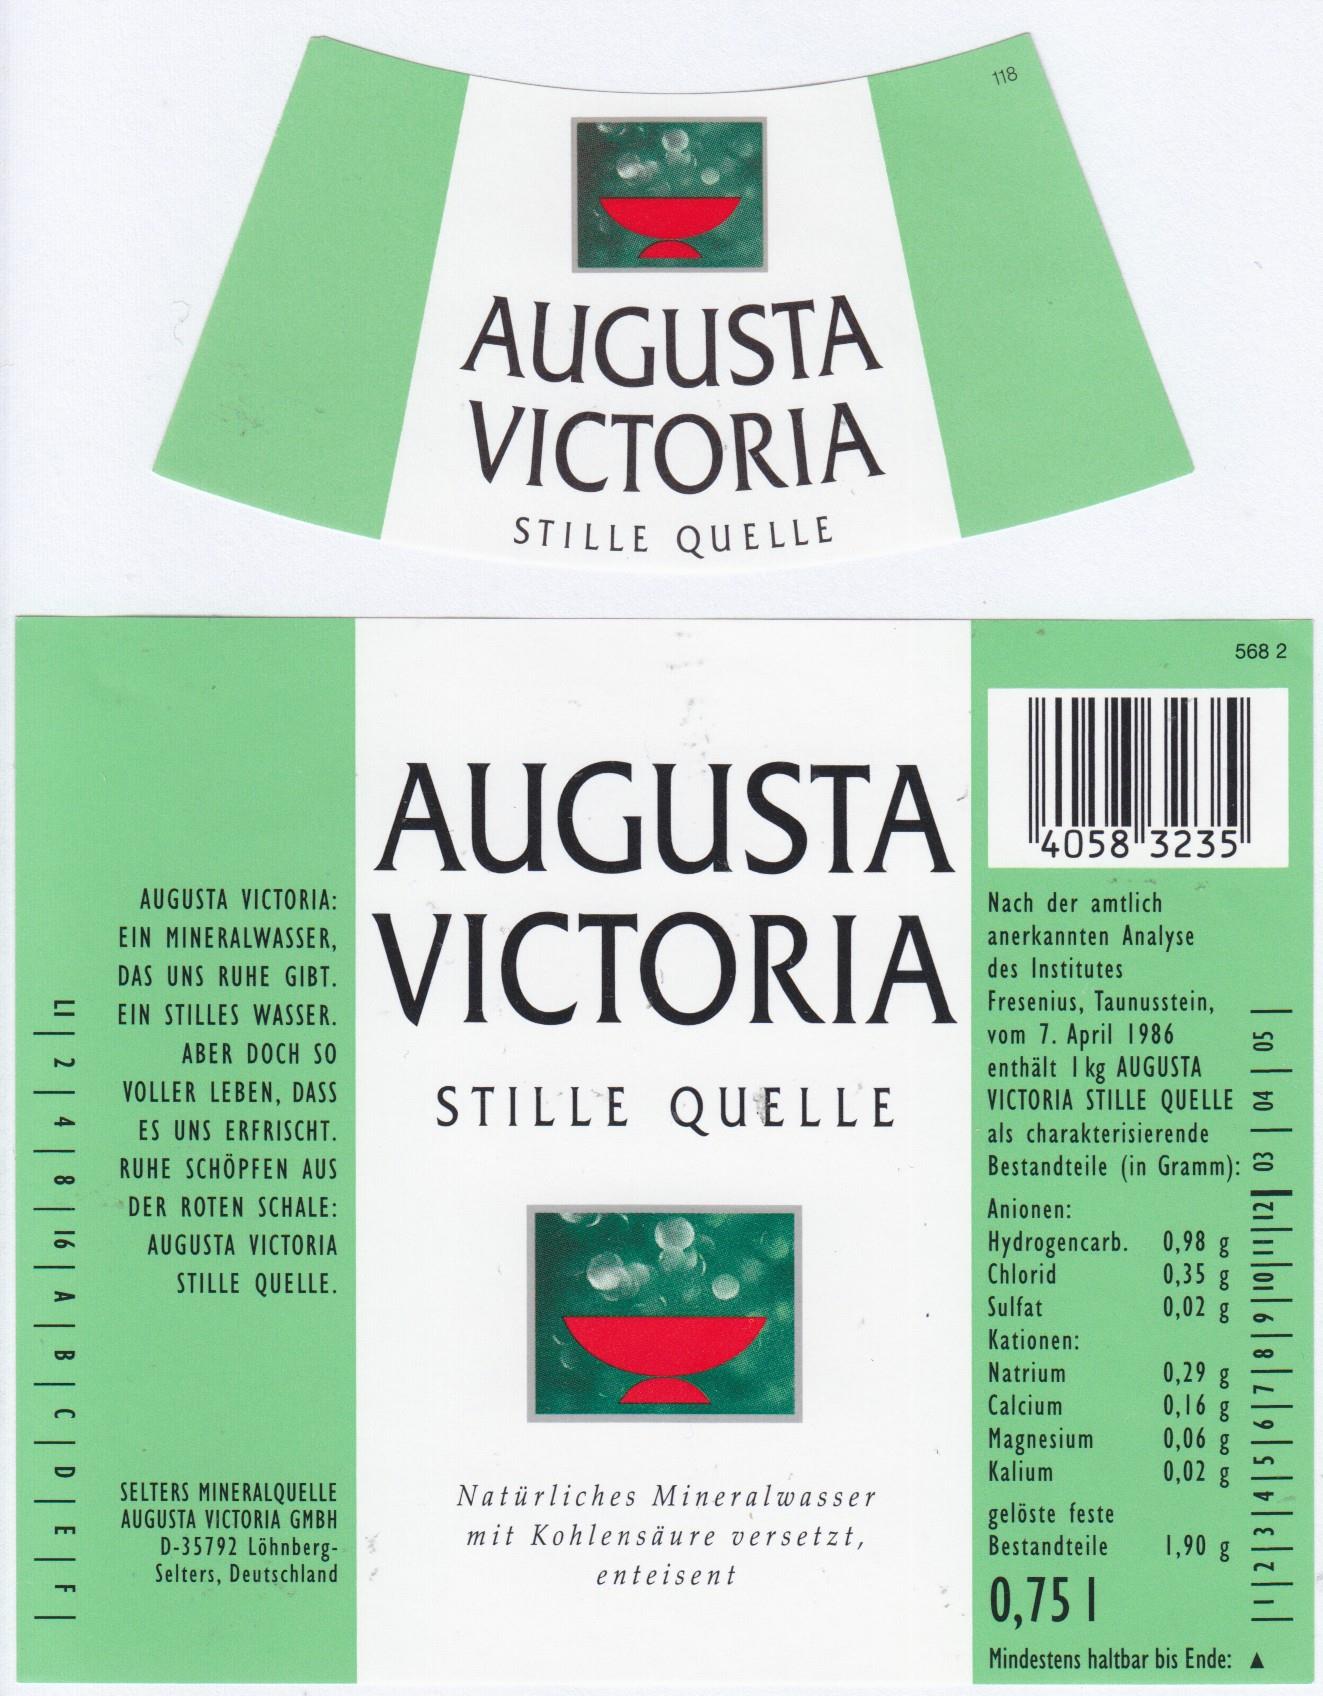 118
AUGUSTA
VICTORIA
STILLE QUELLE
AUGUSTA VICTORIA:
EIN MINERALWASSER,
DAS UNS RUHE GIBT.
EIN STILLES WASSER.
ABER DOCH SO
VOLLER LEBEN, DASS
ES UNS ERFRISCHT.
RUHE SCHÖPFEN AUS
DER ROTEN SCHALE:
AUGUSTA VICTORIA
STILLE QUELLE.
SELTERS MINERALQUELLE
AUGUSTA VICTORIA GMBH
D-35792 Löhnberg-
Selters, Deutschland
LI | 2 | 4 | 8 | 16 | A | B | C | D | E | F |
AUGUSTA
VICTORIA
STILLE QUELLE
Natürliches Mineralwasser
mit Kohlensäure versetzt,
enteisent
568 2
4058 3235
Nach der amtlich
anerkannten Analyse
des Institutes
Fresenius, Taunusstein,
vom 7. April 1986
enthält 1 kg AUGUSTA
VICTORIA STILLE QUELLE
als charakterisierende
Bestandteile (in Gramm):
Anionen:
Hydrogencarb. 0,98 g
Chlorid 0,35 g
Sulfat 0,02 g
Kationen:
Natrium 0,29 g
Calcium 0,16 g
Magnesium 0,06 g
Kalium 0,02 g
gelöste feste
Bestandteile 1,90 g
0,75 l
Mindestens haltbar bis Ende: ▲
| 1 | 2 | 3 | 4 | 5 | 6 | 7 | 8 | 9 | 10 | 11 | 12 | 03 | 04 | 05 |